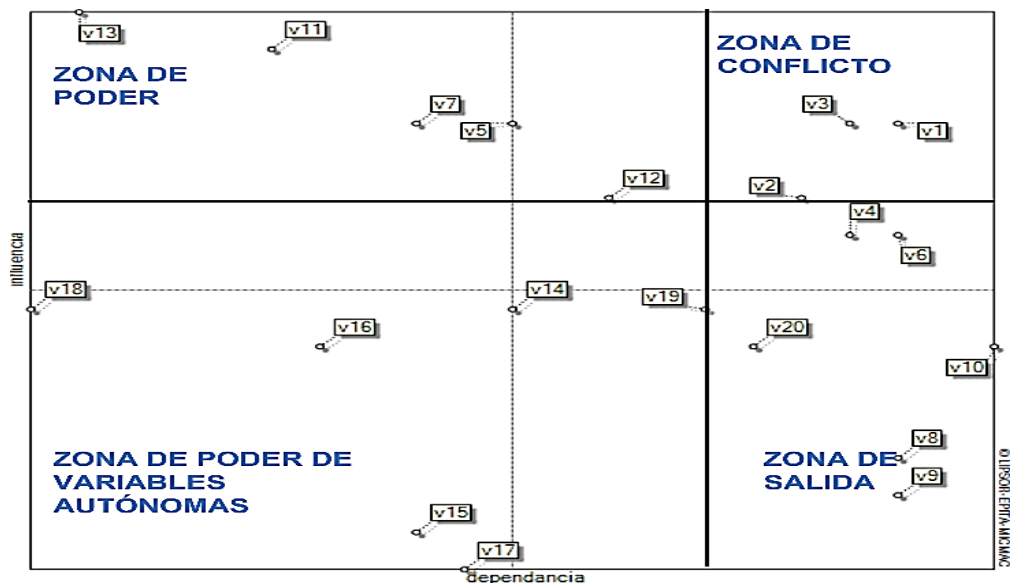 v13
v11
ZONA DE
CONFLICTO
ZONA DE
PODER
v7
v3
v5
v1
v12
v2
v4
v6
influencia
v18
v14
v19
v16
v20
v10
ZONA DE PODER DE
VARIABLES
AUTÓNOMAS
ZONA DE
SALIDA
v8
v9
v15
v17
dependancia
© LIPSOR-EPITA-MICMAC